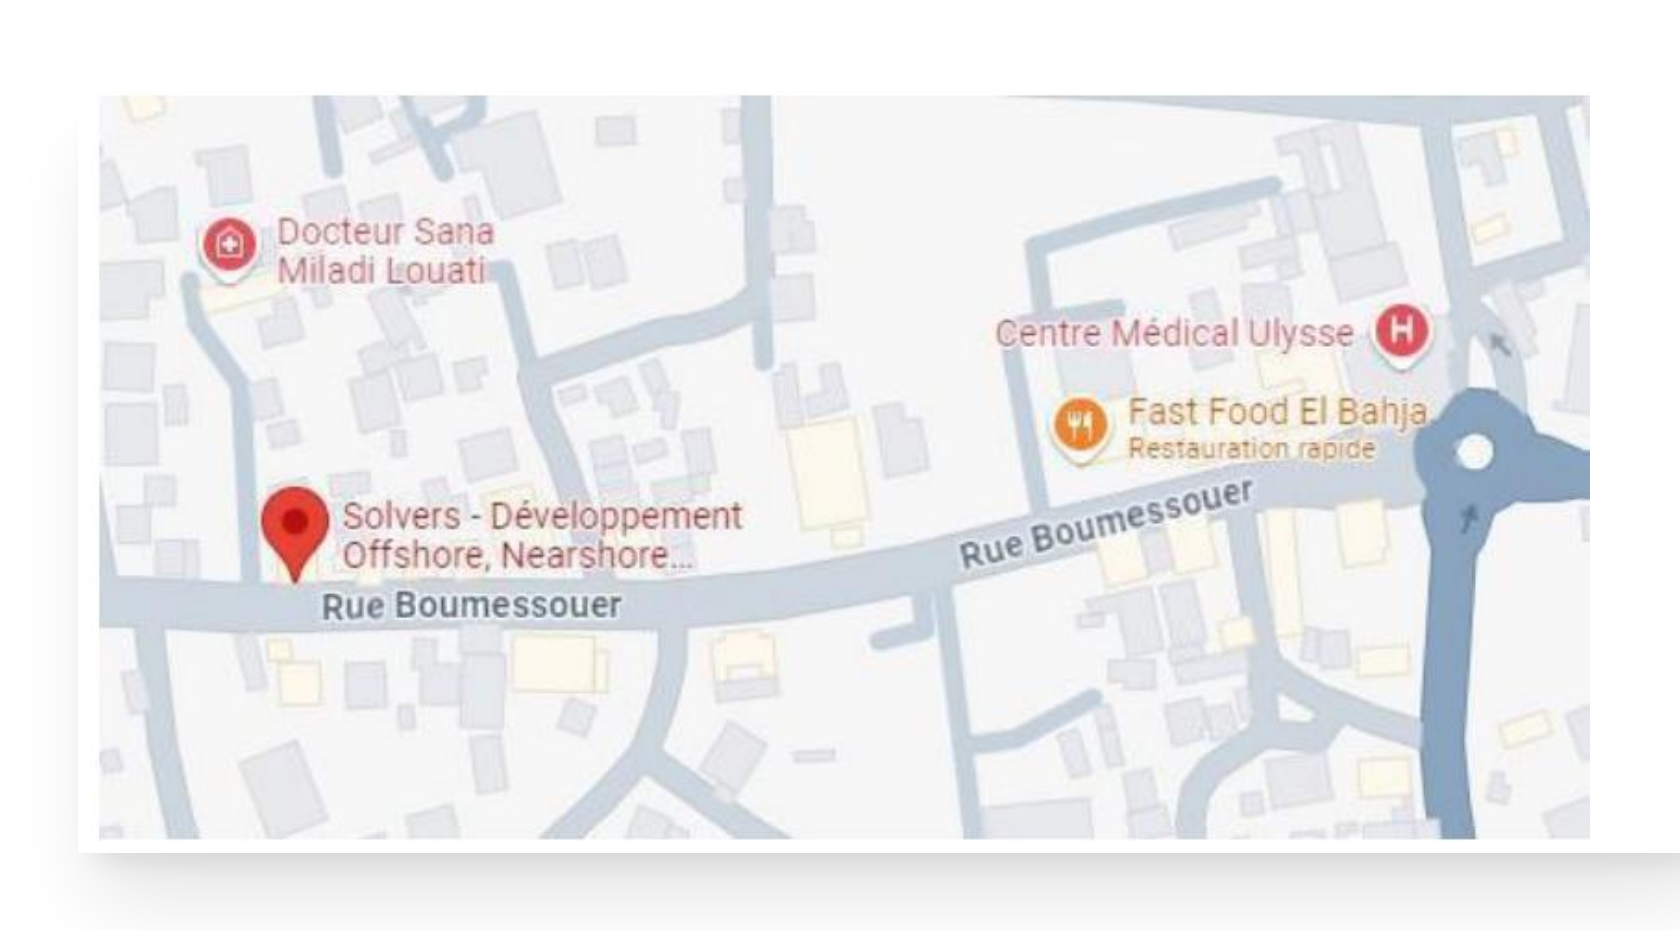 Docteur Sana
Miladi Louati
Centre Médical Ulysse
H
Fast Food El Bahja
Restauration rapide
Rue Boumessouer
Solvers - Développement
Offshore, Nearshore...
Rue Boumessouer